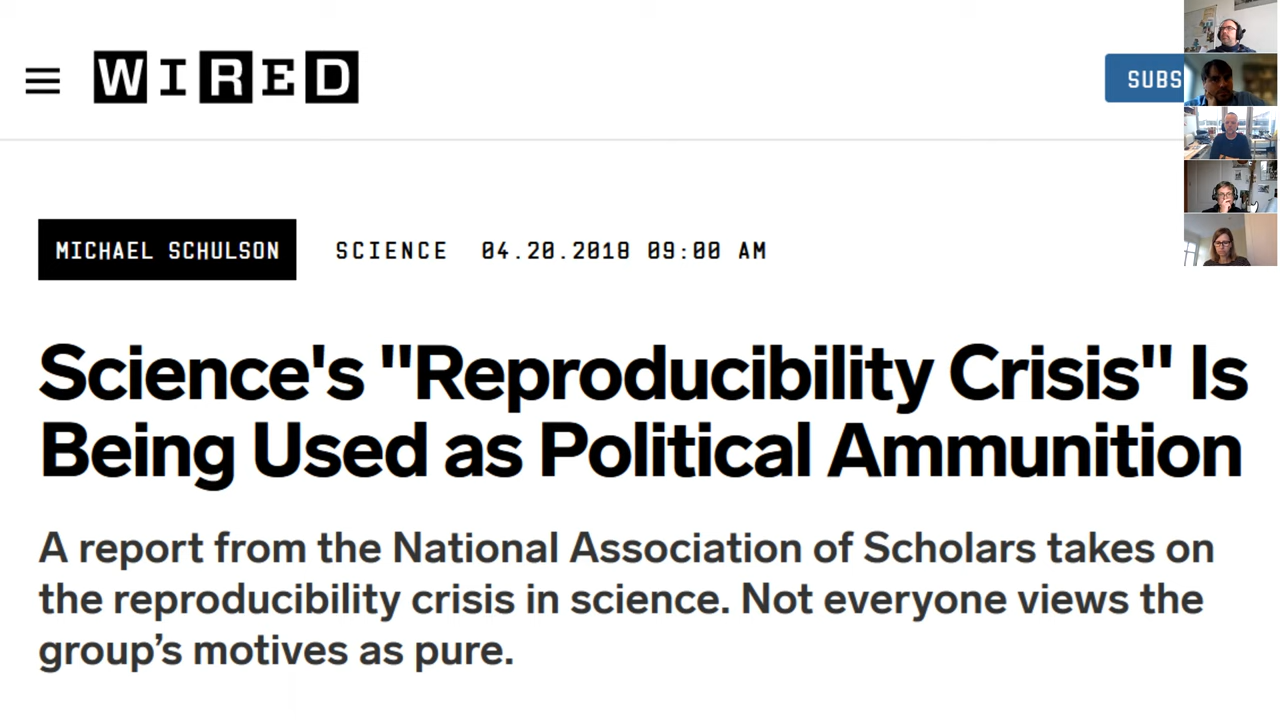 WIRED
SUBS
MICHAEL SCHULSON
SCIENCE 04.20.2018 09:00 AM
Science's "Reproducibility Crisis" Is
Being Used as Political Ammunition
A report from the National Association of Scholars takes on
the reproducibility crisis in science. Not everyone views the
group’s motives as pure.